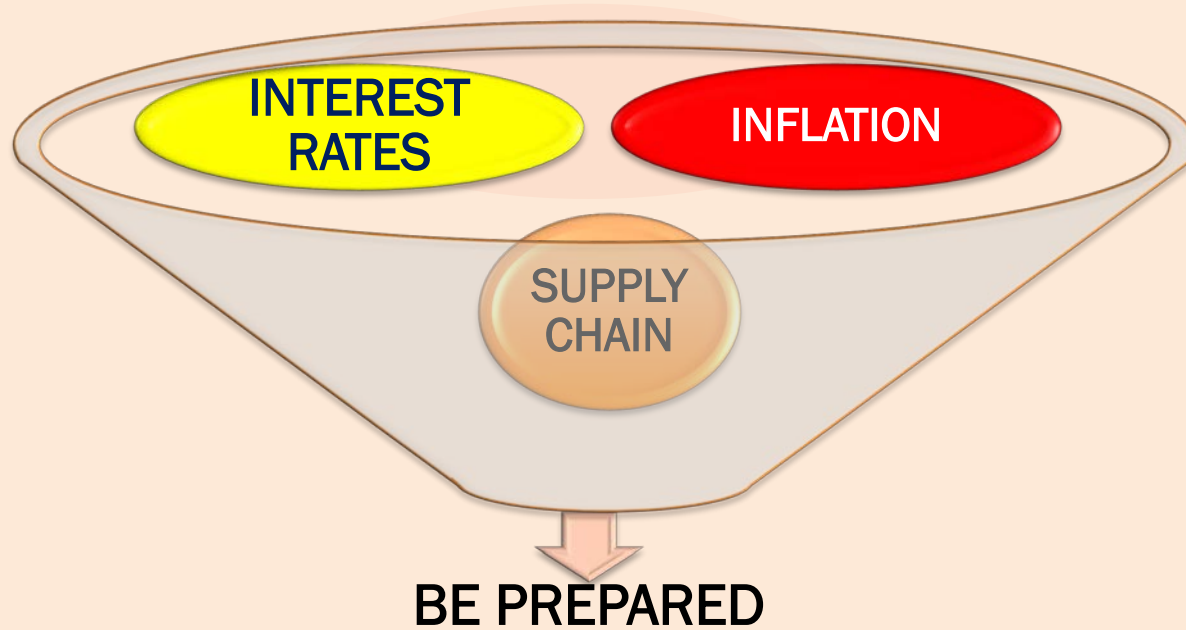 INTEREST
RATES
INFLATION
SUPPLY
CHAIN
BE PREPARED